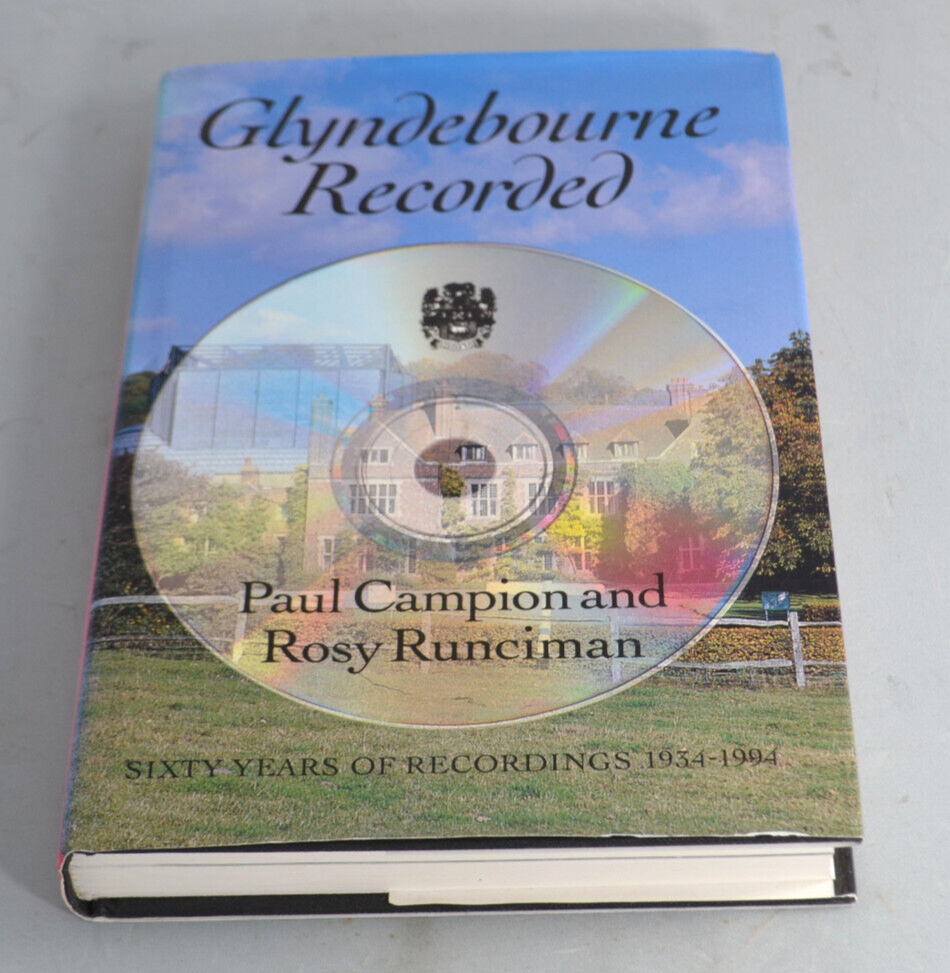 Glyndebourne
Recorded
Paul Campion and
Rosy Runciman
SIXTY YEARS OF RECORDINGS 1934-1994